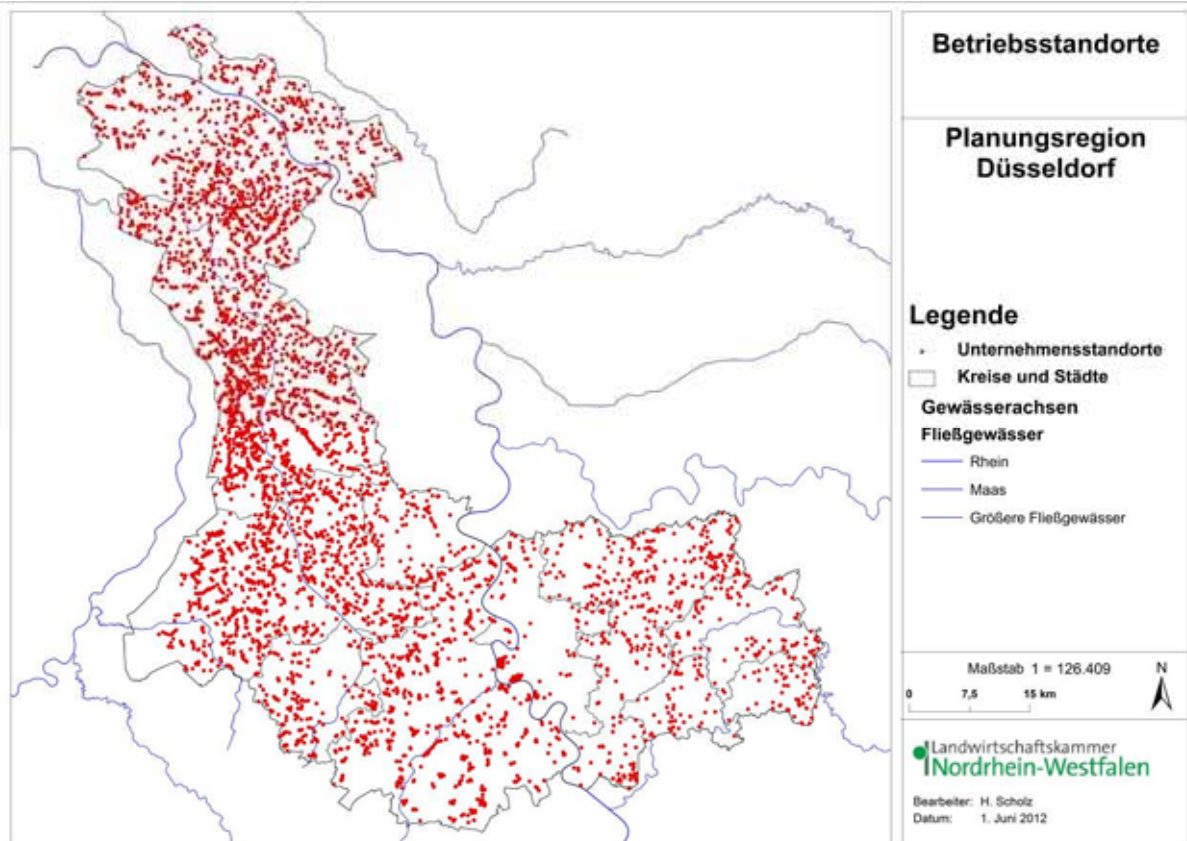 Betriebsstandorte
Planungsregion
Düsseldorf
Legende
Unternehmensstandorte
Kreise und Städte
Gewässerachsen
Fließgewässer
Rhein
Maas
Größere Fließgewässer
Maßstab 1 = 126.409
N
0 7,5 15 km
Landwirtschaftskammer
Nordrhein-Westfalen
Bearbeiter: H. Scholz
Datum: 1. Juni 2012